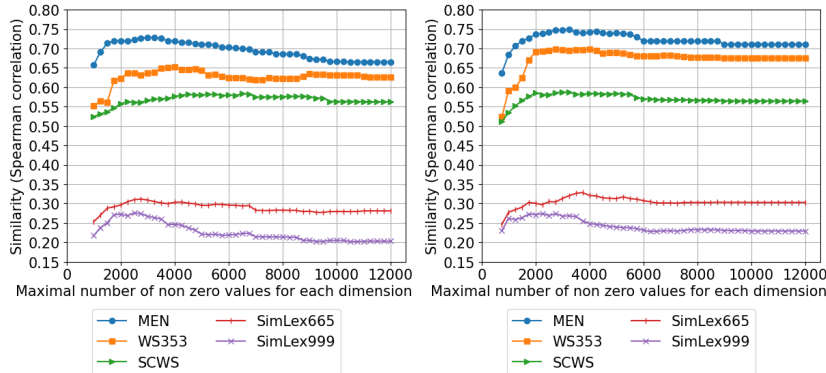 0.80
0.75
0.70
0.65
0.60
0.55
0.50
0.45
0.40
0.35
0.30
0.25
0.20
0.15
Similarity (Spearman correlation)
0 2000 4000 6000 8000 10000 12000
Maximal number of non zero values for each dimension
MEN
WS353
SCWS
SimLex665
SimLex999
0.80
0.75
0.70
0.65
0.60
0.55
0.50
0.45
0.40
0.35
0.30
0.25
0.20
0.15
Similarity (Spearman correlation)
0 2000 4000 6000 8000 10000 12000
Maximal number of non zero values for each dimension
MEN
WS353
SCWS
SimLex665
SimLex999